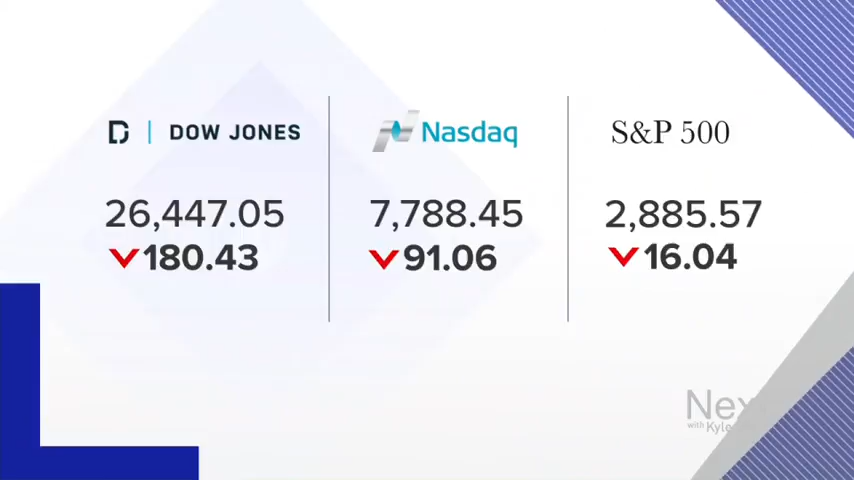 DOW JONES
26,447.05
180.43
Nasdaq
7,788.45
91.06
S&P 500
2,885.57
16.04
with